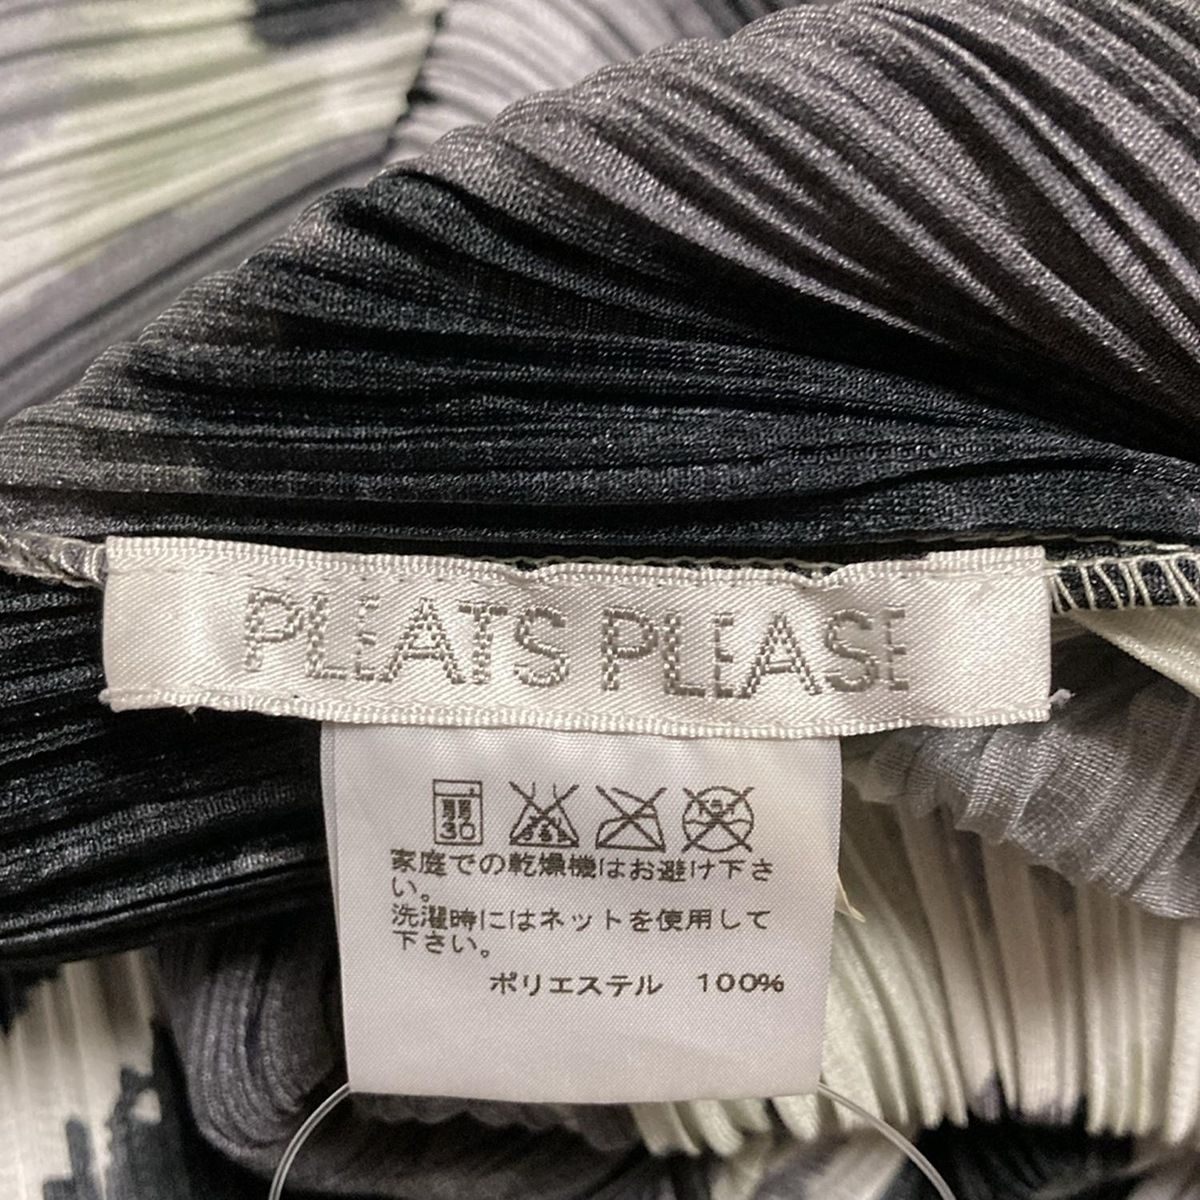 PLEATS PLEASE
弱
30
家庭での乾燥機はお避け下さ
い。
洗濯時にはネットを使用して
下さい。
ポリエステル 100%